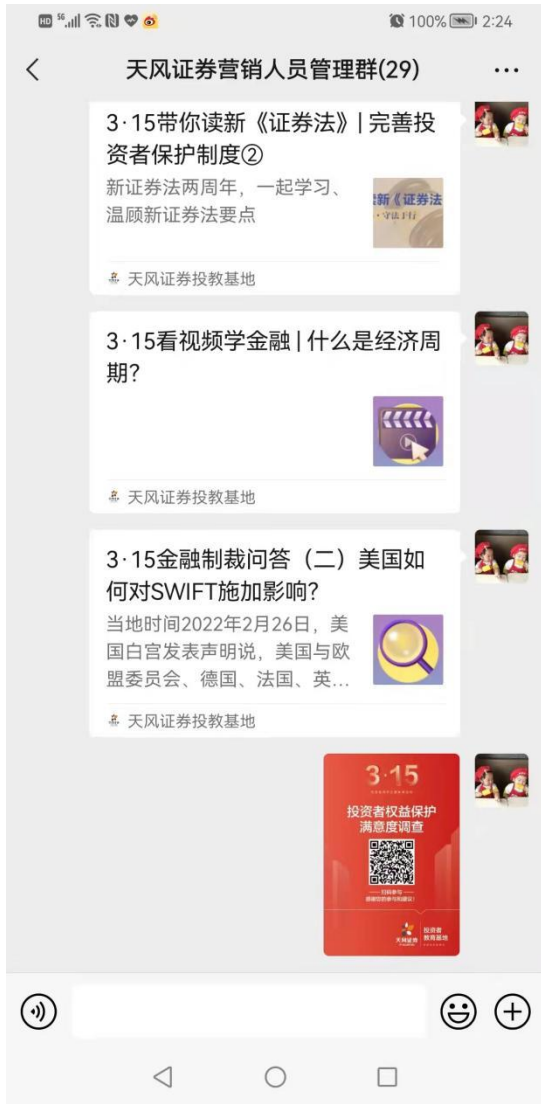 HD 5G 100% 2:24
天风证券营销人员管理群(29)
3·15带你读新《证券法》| 完善投
资者保护制度②
新证券法两周年，一起学习、
温顾新证券法要点
读新《证券法
·守法于行
天风证券投教基地
3·15看视频学金融 | 什么是经济周
期?
天风证券投教基地
3·15金融制裁问答（二）美国如
何对SWIFT施加影响?
当地时间2022年2月26日，美
国白宫发表声明说，美国与欧
盟委员会、德国、法国、英...
天风证券投教基地
3·15
投资者权益保护
满意度调查
天风证券
投资者
教育基地